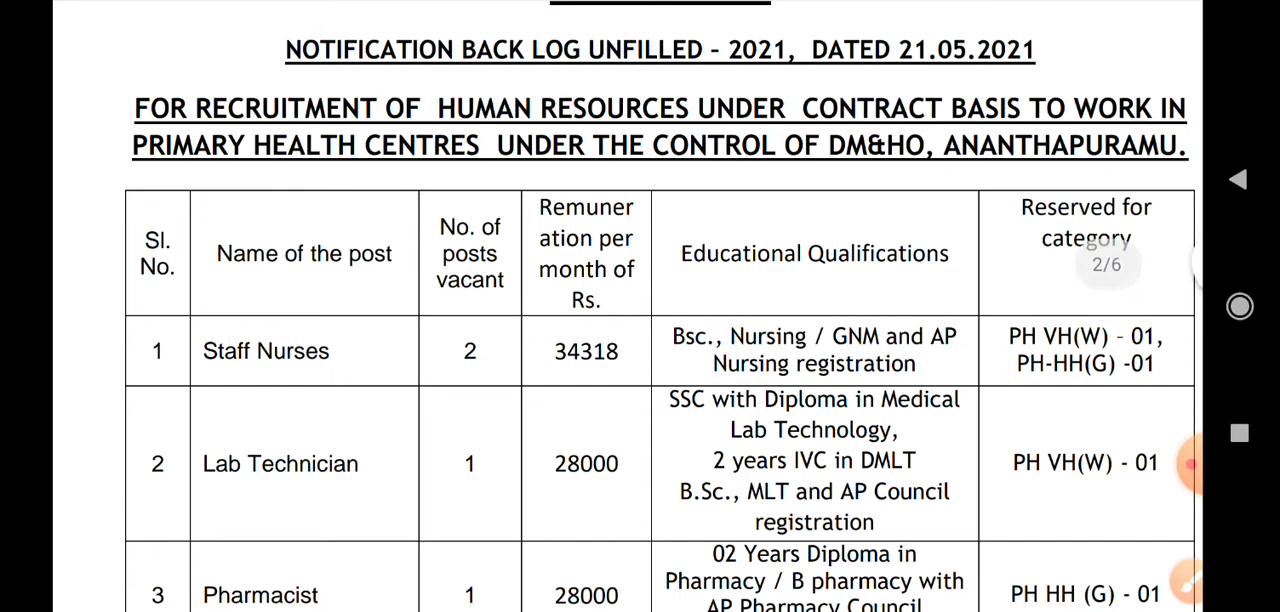 NOTIFICATION BACK LOG UNFILLED – 2021, DATED 21.05.2021
FOR RECRUITMENT OF HUMAN RESOURCES UNDER CONTRACT BASIS TO WORK IN
PRIMARY HEALTH CENTRES UNDER THE CONTROL OF DM&HO, ANANTHAPURAMU.
Sl.
No.
Name of the post
No. of
posts
vacant
Remuner
ation per
month of
Rs.
Educational Qualifications
Reserved for
category
2/6
1
Staff Nurses
2
34318
Bsc., Nursing / GNM and AP
Nursing registration
PH VH(W) – 01,
PH-HH(G) -01
2
Lab Technician
1
28000
SSC with Diploma in Medical
Lab Technology,
2 years IVC in DMLT
B.Sc., MLT and AP Council
registration
PH VH(W) - 01
3
Pharmacist
1
28000
02 Years Diploma in
Pharmacy / B pharmacy with
AP Pharmacy Council
PH HH (G) - 01